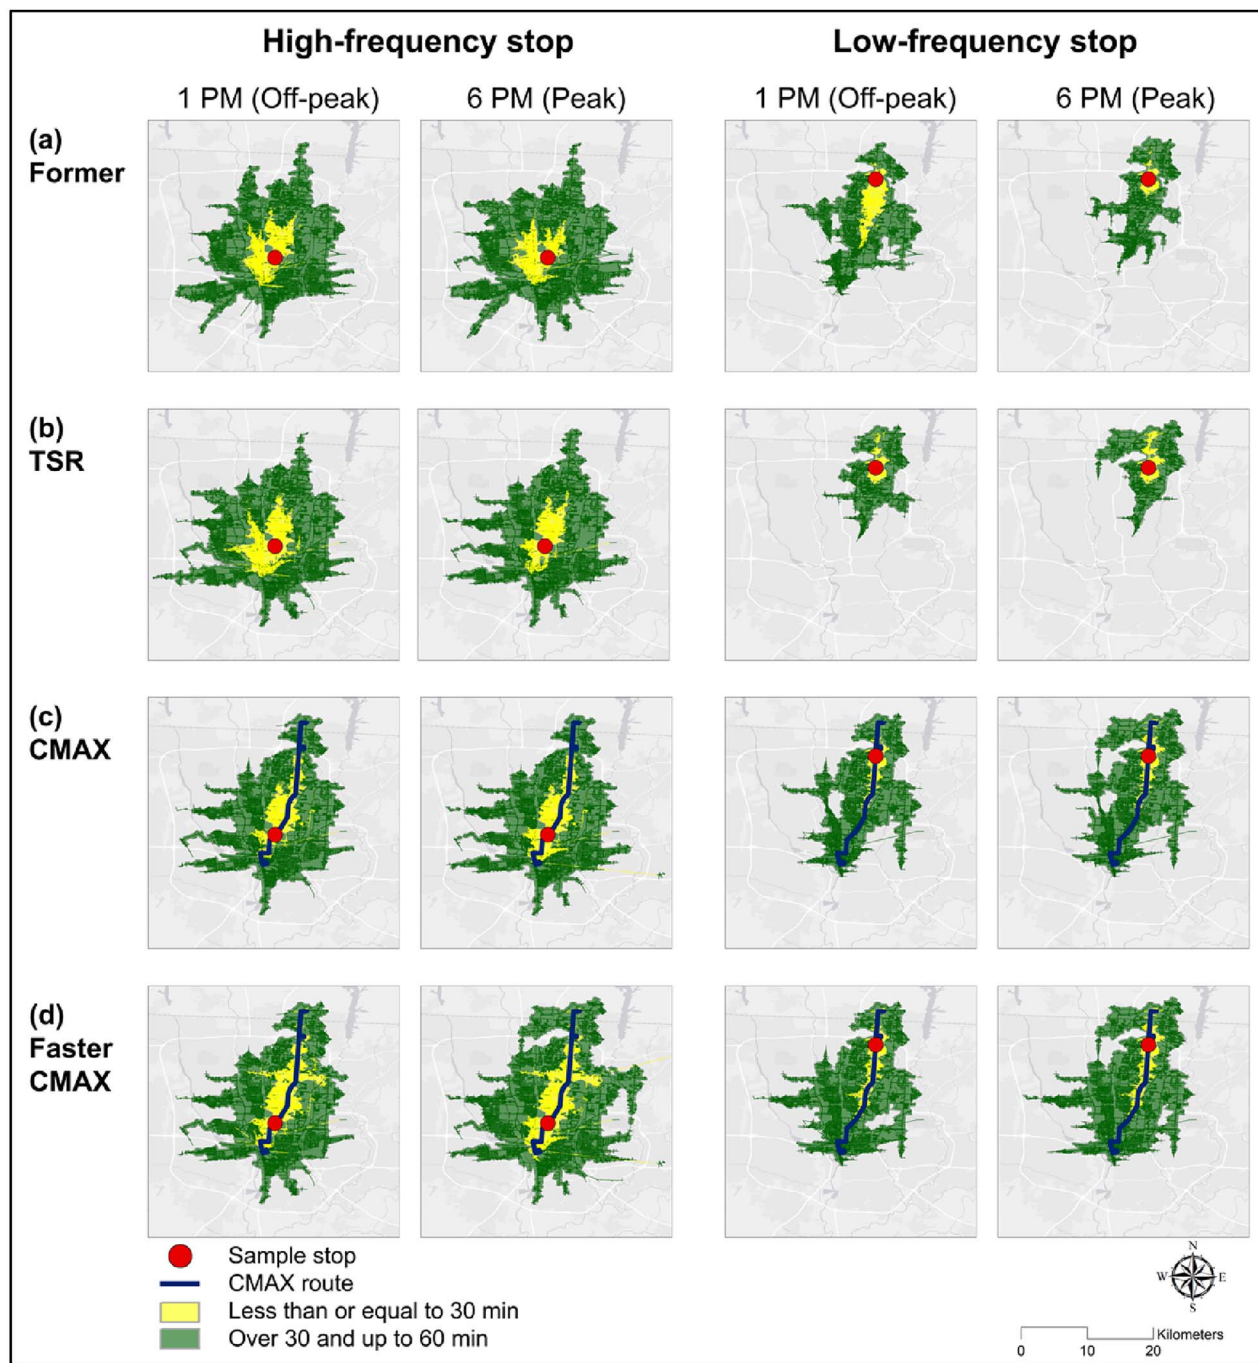 High-frequency stop Low-frequency stop
1 PM (Off-peak) 6 PM (Peak) 1 PM (Off-peak) 6 PM (Peak)
(a)
Former
(b)
TSR
(c)
CMAX
(d)
Faster
CMAX
Sample stop
CMAX route
Less than or equal to 30 min
Over 30 and up to 60 min
N
W E
S
Kilometers
0 10 20